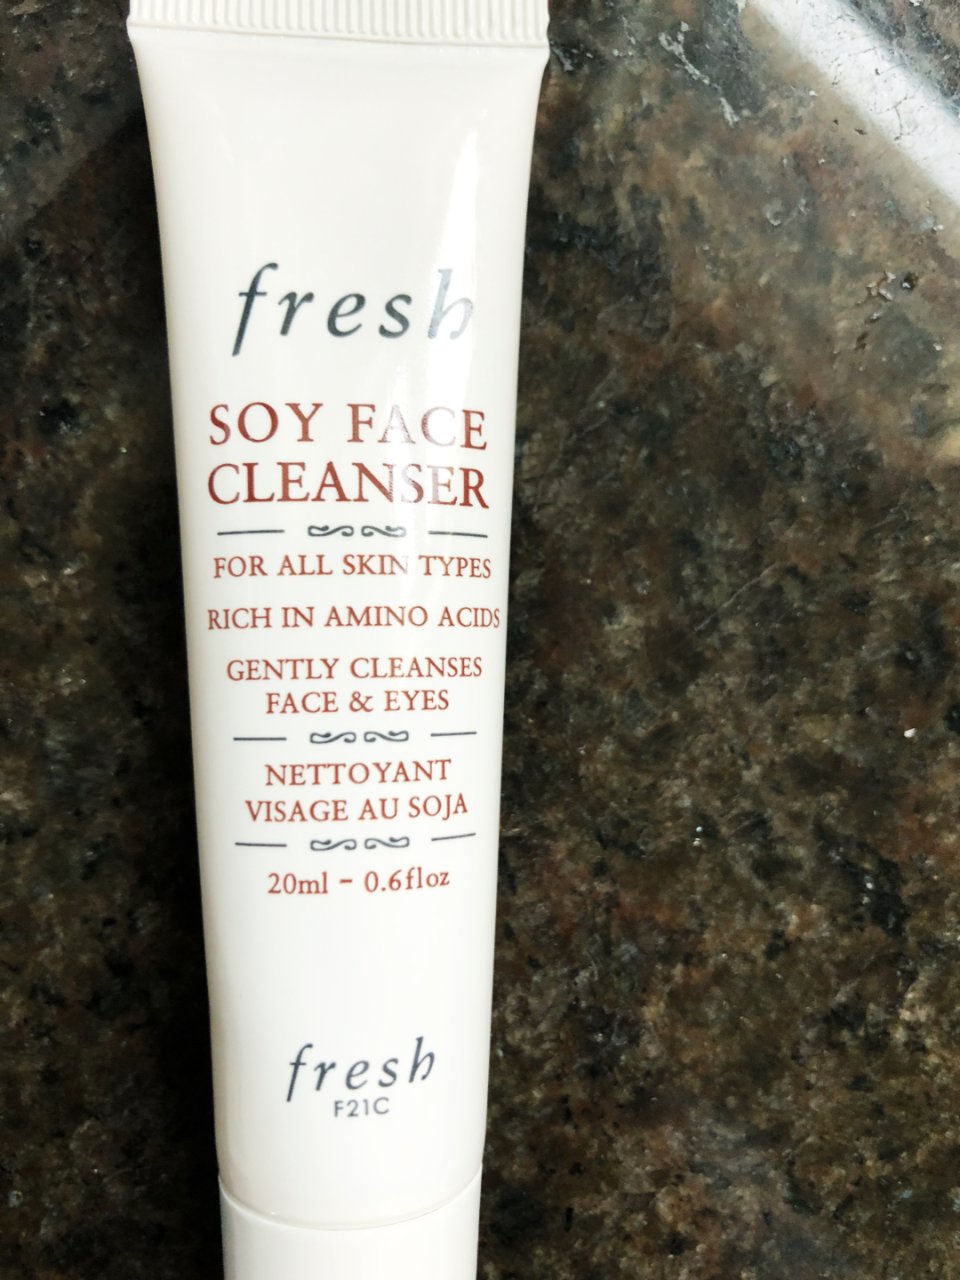 fresh
SOY FACE
CLEANSER
FOR ALL SKIN TYPES
RICH IN AMINO ACIDS
GENTLY CLEANSES
FACE & EYES
NETTOYANT
VISAGE AU SOJA
20ml - 0.6floz
fresh
F21C